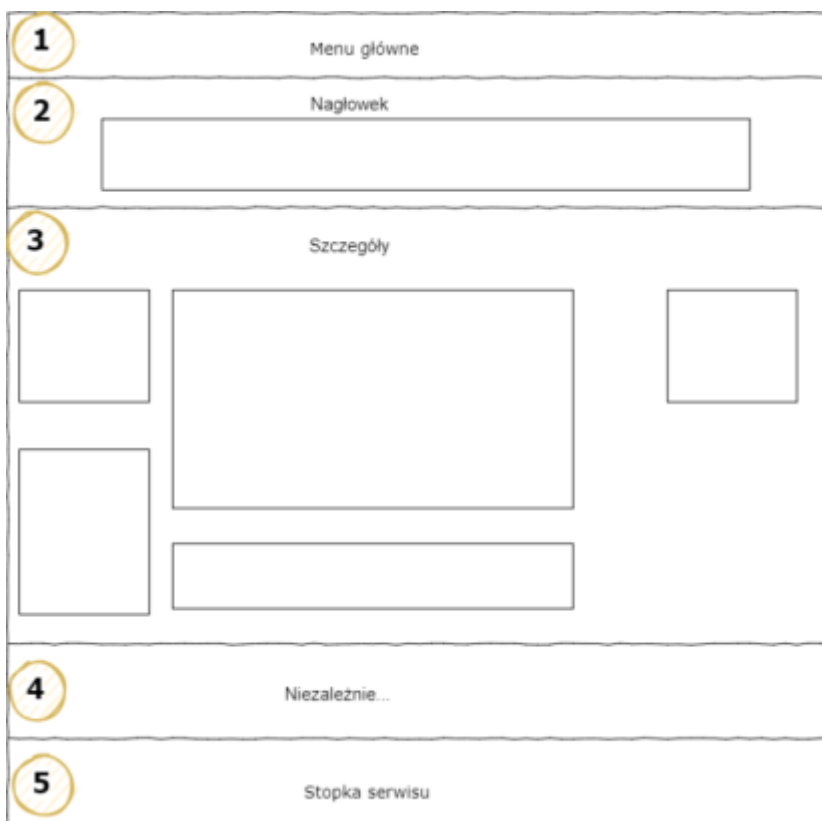 1
Menu główne
2
Nagłowek
3
Szczegóły
4
Niezależnie...
5
Stopka serwisu